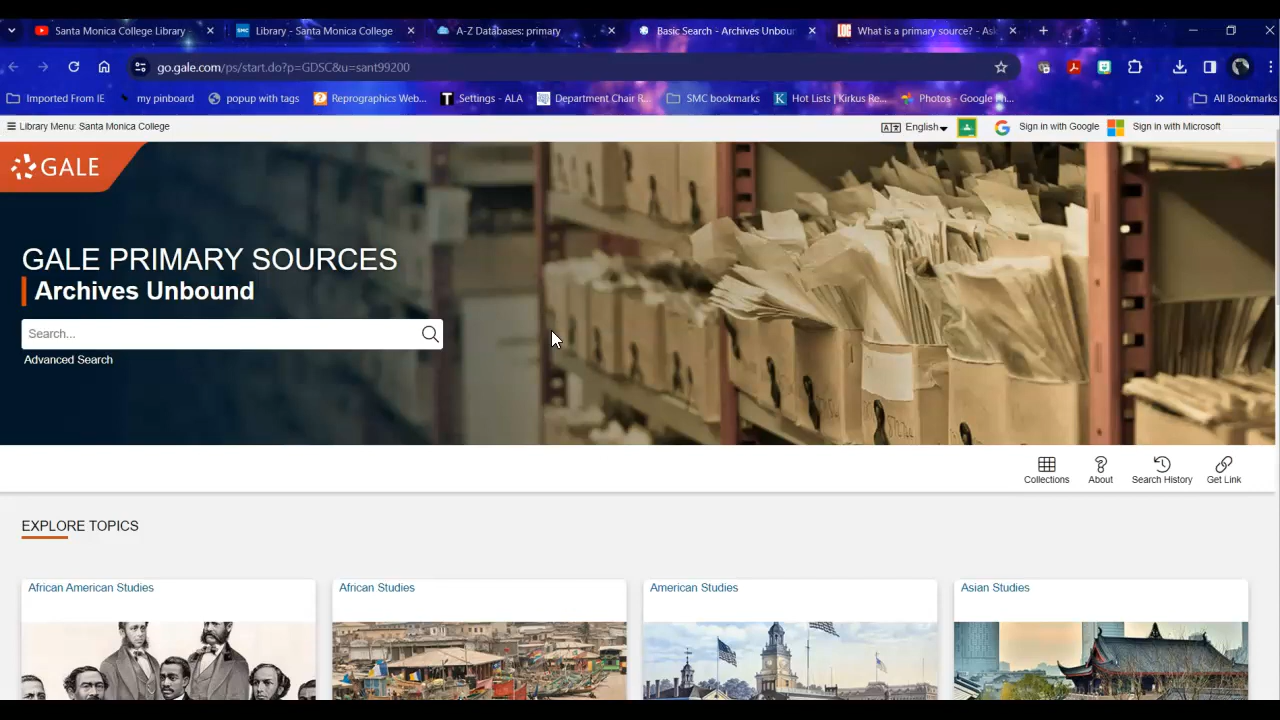 Santa Monica College Library -
Library - Santa Monica College
A-Z Databases: primary
Basic Search - Archives Unboun
What is a primary source? - As
go.gale.com/ps/start.do?p=GDSC&u=sant99200
Imported From IE
my pinboard
popup with tags
Reprographics Web...
Settings - ALA
Department Chair R...
SMC bookmarks
Hot Lists | Kirkus Re...
Photos - Google Ph...
All Bookmarks
Library Menu: Santa Monica College
English
Sign in with Google
Sign in with Microsoft
GALE
GALE PRIMARY SOURCES
Archives Unbound
Search...
Advanced Search
Collections
About
Search History
Get Link
EXPLORE TOPICS
African American Studies
African Studies
American Studies
Asian Studies